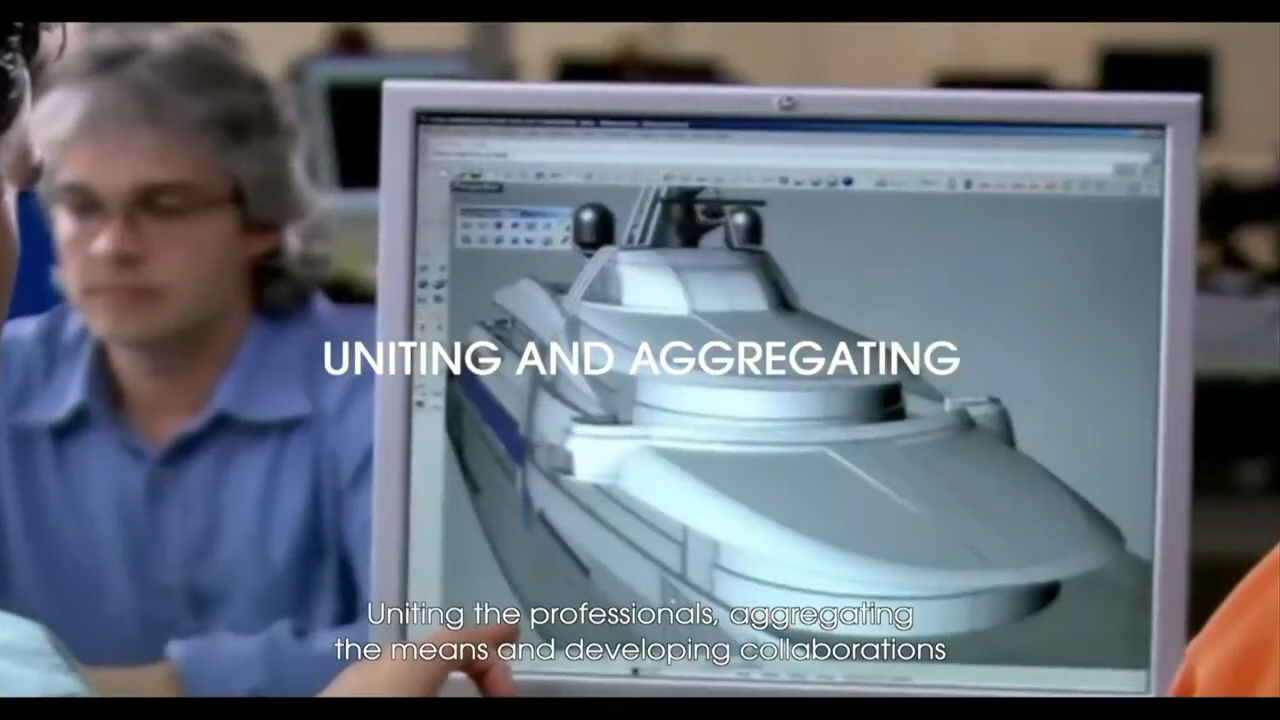 UNITING AND AGGREGATING
Uniting the professionals, aggregating
the means and developing collaborations